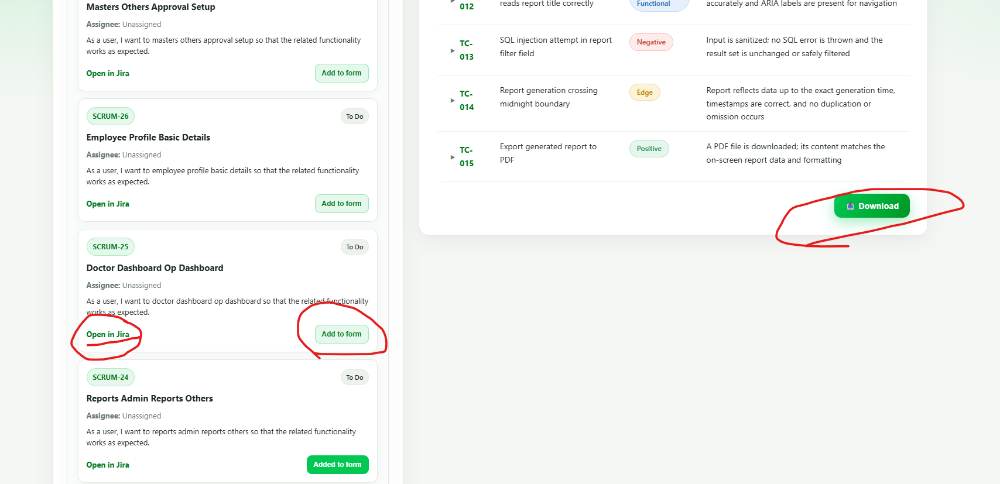 Masters Others Approval Setup
Assignee: Unassigned
As a user, I want to masters others approval setup so that the related functionality
works as expected.
Open in Jira
Add to form
SCRUM-26
To Do
Employee Profile Basic Details
Assignee: Unassigned
As a user, I want to employee profile basic details so that the related functionality
works as expected.
Open in Jira
Add to form
SCRUM-25
To Do
Doctor Dashboard Op Dashboard
Assignee: Unassigned
As a user, I want to doctor dashboard op dashboard so that the related functionality
works as expected.
Open in Jira
Add to form
SCRUM-24
To Do
Reports Admin Reports Others
Assignee: Unassigned
As a user, I want to reports admin reports others so that the related functionality
works as expected.
Open in Jira
Added to form
012
reads report title correctly
Functional
accurately and ARIA labels are present for navigation
TC-
013
SQL injection attempt in report
filter field
Negative
Input is sanitized; no SQL error is thrown and the
result set is unchanged or safely filtered
TC-
014
Report generation crossing
midnight boundary
Edge
Report reflects data up to the exact generation time,
timestamps are correct, and no duplication or
omission occurs
TC-
015
Export generated report to
PDF
Positive
A PDF file is downloaded; its content matches the
on-screen report data and formatting
Download